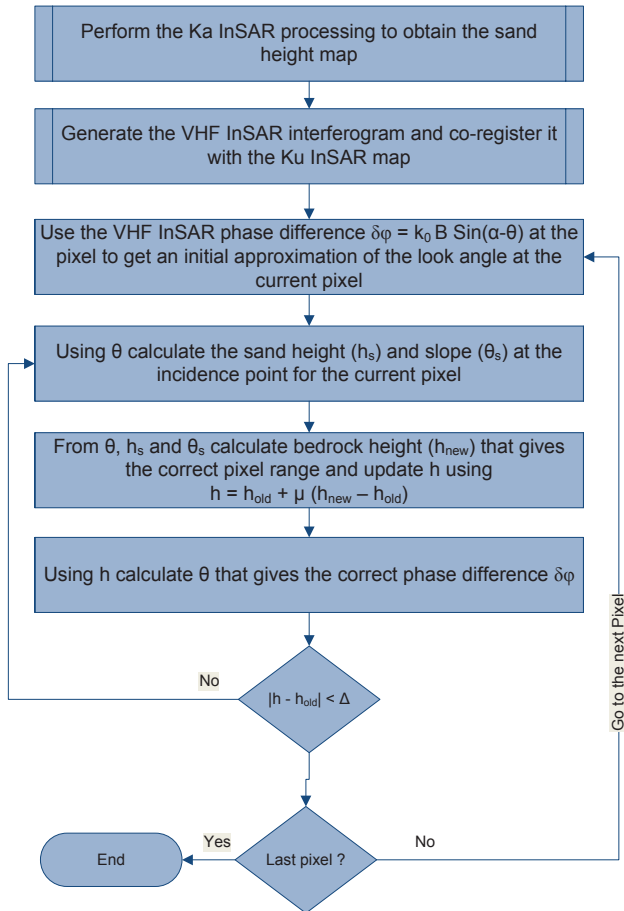 Perform the Ka InSAR processing to obtain the sand
height map
Generate the VHF InSAR interferogram and co-register it
with the Ku InSAR map
Use the VHF InSAR phase difference δφ = k₀ B Sin(α-θ) at the
pixel to get an initial approximation of the look angle at the
current pixel
Using θ calculate the sand height (hₛ) and slope (θₛ) at the
incidence point for the current pixel
From θ, hₛ and θₛ calculate bedrock height (h_new) that gives
the correct pixel range and update h using
h = h_old + μ (h_new – h_old)
Using h calculate θ that gives the correct phase difference δφ
No
|h - h_old| < Δ
Go to the next Pixel
Yes
No
End
Last pixel ?